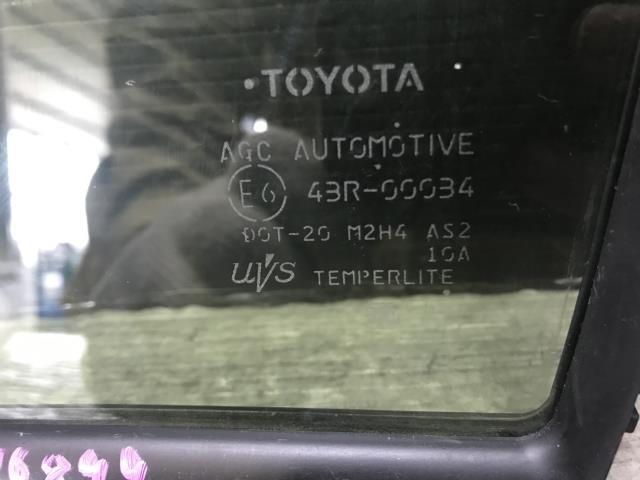 TOYOTA
AGC AUTOMOTIVE
E6 43R-00034
DOT-20 M2H4 AS2
10A
UVS TEMPERLITE